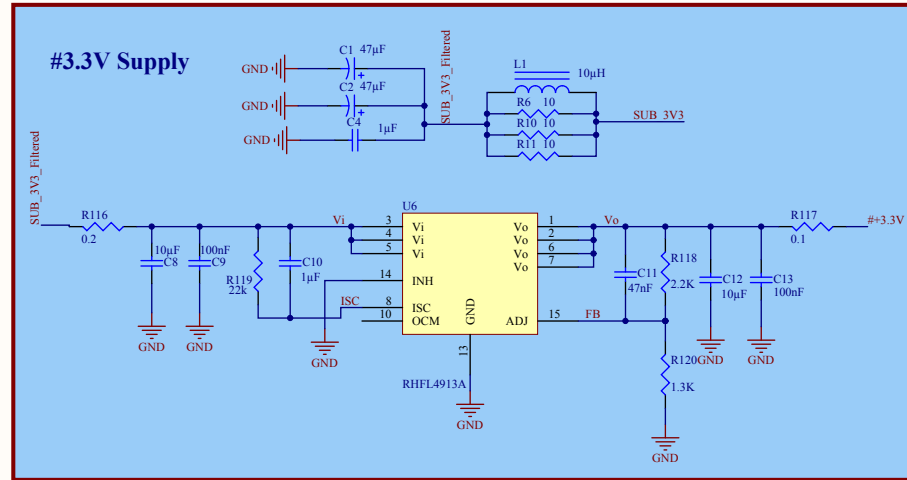 #3.3V Supply
C1 47µF
GND
C2 47µF
GND
C4 1µF
GND
SUB_3V3_Filtered
L1 10µH
R6 10
R10 10
R11 10
SUB_3V3
SUB_3V3_Filtered
R116
0.2
10µF
C8
100nF
C9
R119
22k
C10
1µF
GND
GND
GND
Vi
ISC
U6
3 Vi
4 Vi
5 Vi
14 INH
8 ISC
10 OCM
GND
13
Vo 1
Vo 2
Vo 6
Vo 7
ADJ 15
RHFL4913A
GND
Vo
FB
C11
47nF
R118
2.2K
C12
10µF
C13
100nF
R117
0.1
#+3.3V
R120
1.3K
GND
GND
GND